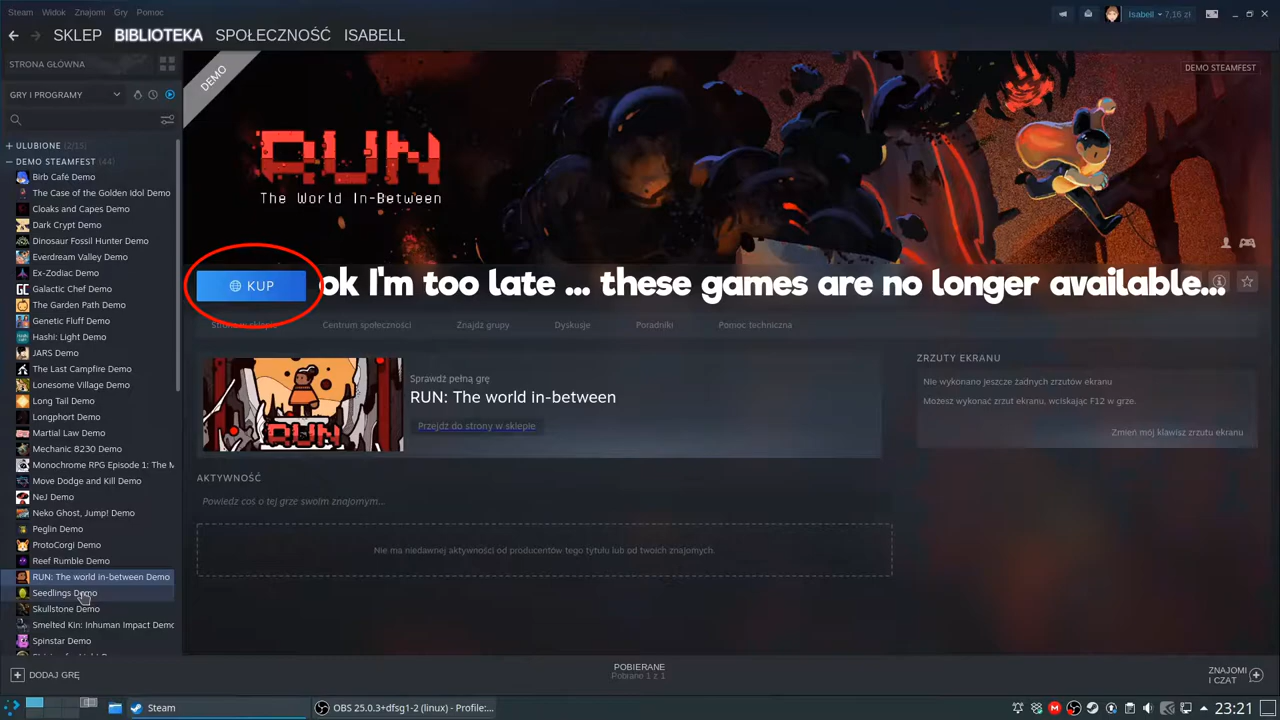 Steam Widok Znajomi Gry Pomoc
Isabell 7,16 zł
SKLEP BIBLIOTEKA SPOŁECZNOŚĆ ISABELL
STRONA GŁÓWNA
GRY I PROGRAMY
ULUBIONE (2/15)
DEMO STEAMFEST (44)
Birb Café Demo
The Case of the Golden Idol Demo
Cloaks and Capes Demo
Dark Crypt Demo
Dinosaur Fossil Hunter Demo
Everdream Valley Demo
Ex-Zodiac Demo
Galactic Chef Demo
The Garden Path Demo
Genetic Fluff Demo
Hashi: Light Demo
JARS Demo
The Last Campfire Demo
Lonesome Village Demo
Long Tail Demo
Longphort Demo
Martial Law Demo
Mechanic 8230 Demo
Monochrome RPG Episode 1: The M
Move Dodge and Kill Demo
NeJ Demo
Neko Ghost, Jump! Demo
Peglin Demo
ProtoCorgi Demo
Reef Rumble Demo
RUN: The world in-between Demo
Seedlings Demo
Skullstone Demo
Smelted Kin: Inhuman Impact Demo
Spinstar Demo
DODAJ GRĘ
DEMO
DEMO STEAMFEST
RUN
The World In-Between
KUP
ok I'm too late ... these games are no longer available...
Strona w sklepie Centrum społeczności Znajdź grupy Dyskusje Poradniki Pomoc techniczna
Sprawdź pełną grę
RUN: The world in-between
Przejdź do strony w sklepie
RUN
ZRZUTY EKRANU
Nie wykonano jeszcze żadnych zrzutów ekranu
Możesz wykonać zrzut ekranu, wciskając F12 w grze.
Zmień mój klawisz zrzutu ekranu
AKTYWNOŚĆ
Powiedz coś o tej grze swoim znajomym...
Nie ma niedawnej aktywności od producentów tego tytułu lub od twoich znajomych.
POBIERANE
Pobrane 1 z 1
ZNAJOMI
I CZAT
Steam
OBS 25.0.3+dfsg1-2 (linux) - Profile:...
23:21